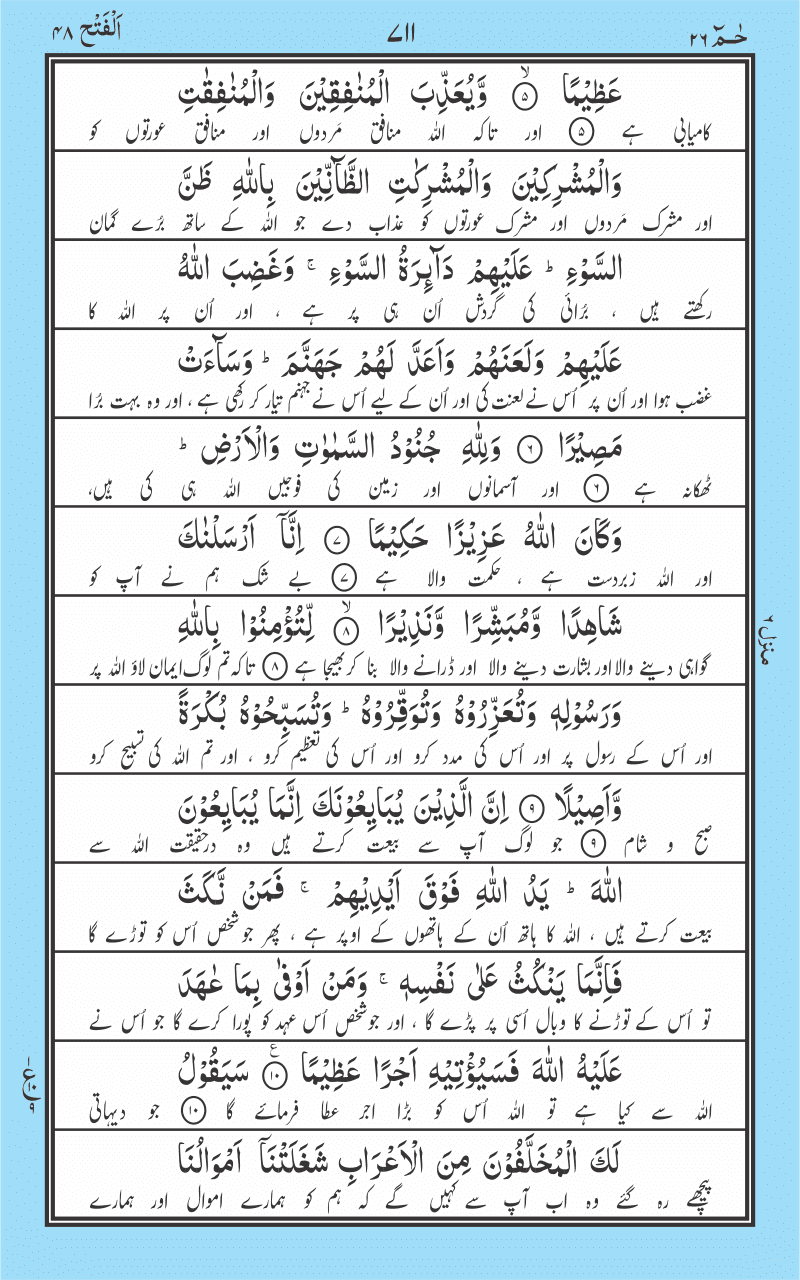 حٰـمٓ ۲۶
۷۱۱
اَلْفَتْح ۴۸
عَظِيْمًا ۙ﴿۵﴾ وَّيُعَذِّبَ الْمُنٰفِقِيْنَ وَالْمُنٰفِقٰتِ
کامیابی ہے ﴿۵﴾ اور تاکہ اللہ منافق مَردوں اور منافق عورتوں کو
وَالْمُشْرِكِيْنَ وَالْمُشْرِكٰتِ الظَّآنِّيْنَ بِاللّٰهِ ظَنَّ
اور مشرک مَردوں اور مشرک عورتوں کو عذاب دے جو اللہ کے ساتھ بُرے گمان
السَّوْءِ ؕ عَلَيْهِمْ دَآئِرَةُ السَّوْءِ ۚ وَغَضِبَ اللّٰهُ
رکھتے ہیں ، بُرائی کی گردش اُن ہی پر ہے ، اور اُن پر اللہ کا
عَلَيْهِمْ وَلَعَنَهُمْ وَاَعَدَّ لَهُمْ جَهَنَّمَ ؕ وَسَآءَتْ
غضب ہوا اور اُن پر اُس نے لعنت کی اور اُن کے لیے اُس نے جہنم تیار کر رکھی ہے ، اور وہ بہت بُرا
مَصِيْرًا ﴿۶﴾ وَلِلّٰهِ جُنُوْدُ السَّمٰوٰتِ وَالْاَرْضِ ؕ
ٹھکانہ ہے ﴿۶﴾ اور آسمانوں اور زمین کی فوجیں اللہ ہی کی ہیں،
وَكَانَ اللّٰهُ عَزِيْزًا حَكِيْمًا ﴿۷﴾ اِنَّاۤ اَرْسَلْنٰكَ
اور اللہ زبردست ہے ، حکمت والا ہے ﴿۷﴾ بے شک ہم نے آپ کو
شَاهِدًا وَّمُبَشِّرًا وَّنَذِيْرًا ۙ﴿۸﴾ لِّتُؤْمِنُوْا بِاللّٰهِ
گواہی دینے والا اور بشارت دینے والا اور ڈرانے والا بنا کر بھیجا ہے ﴿۸﴾ تاکہ تم لوگ ایمان لاؤ اللہ پر
وَرَسُوْلِهٖ وَتُعَزِّرُوْهُ وَتُوَقِّرُوْهُ ؕ وَتُسَبِّحُوْهُ بُكْرَةً
اور اُس کے رسول پر اور اُس کی مدد کرو اور اُس کی تعظیم کرو ، اور تم اللہ کی تسبیح کرو
وَّاَصِيْلًا ﴿۹﴾ اِنَّ الَّذِيْنَ يُبَايِعُوْنَكَ اِنَّمَا يُبَايِعُوْنَ
صبح و شام ﴿۹﴾ جو لوگ آپ سے بیعت کرتے ہیں وہ درحقیقت اللہ سے
اللّٰهَ ؕ يَدُ اللّٰهِ فَوْقَ اَيْدِيْهِمْ ۚ فَمَنْ نَّكَثَ
بیعت کرتے ہیں ، اللہ کا ہاتھ اُن کے ہاتھوں کے اوپر ہے ، پھر جو شخص اُس کو توڑے گا
فَاِنَّمَا يَنْكُثُ عَلٰى نَفْسِهٖ ۚ وَمَنْ اَوْفٰى بِمَا عٰهَدَ
تو اُس کے توڑنے کا وبال اُسی پر پڑے گا ، اور جو شخص اُس عہد کو پورا کرے گا جو اُس نے
عَلَيْهُ اللّٰهَ فَسَيُؤْتِيْهِ اَجْرًا عَظِيْمًا ۧ﴿۱۰﴾ سَيَقُوْلُ
اللہ سے کیا ہے تو اللہ اُس کو بڑا اجر عطا فرمائے گا ﴿۱۰﴾ جو دیہاتی
لَكَ الْمُخَلَّفُوْنَ مِنَ الْاَعْرَابِ شَغَلَتْنَاۤ اَمْوَالُنَا
پیچھے رہ گئے وہ اب آپ سے کہیں گے کہ ہم کو ہمارے اموال اور ہمارے
منزل ۶